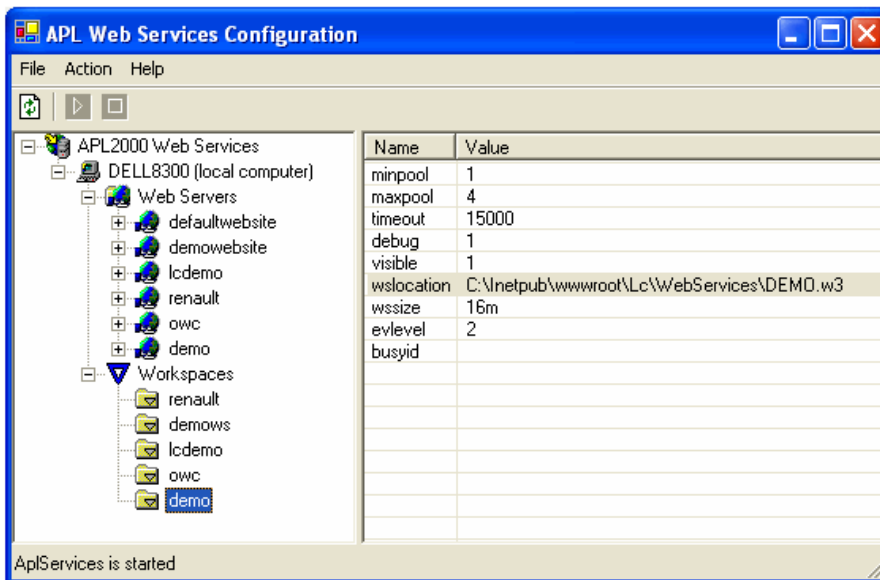 APL Web Services Configuration
File Action Help
APL2000 Web Services
DELL8300 (local computer)
Web Servers
defaultwebsite
demowebsite
lcdemo
renault
owc
demo
Workspaces
renault
demows
lcdemo
owc
demo
Name Value
minpool 1
maxpool 4
timeout 15000
debug 1
visible 1
wslocation C:\Inetpub\wwwroot\Lc\WebServices\DEMO.w3
wssize 16m
evlevel 2
busyid
AplServices is started